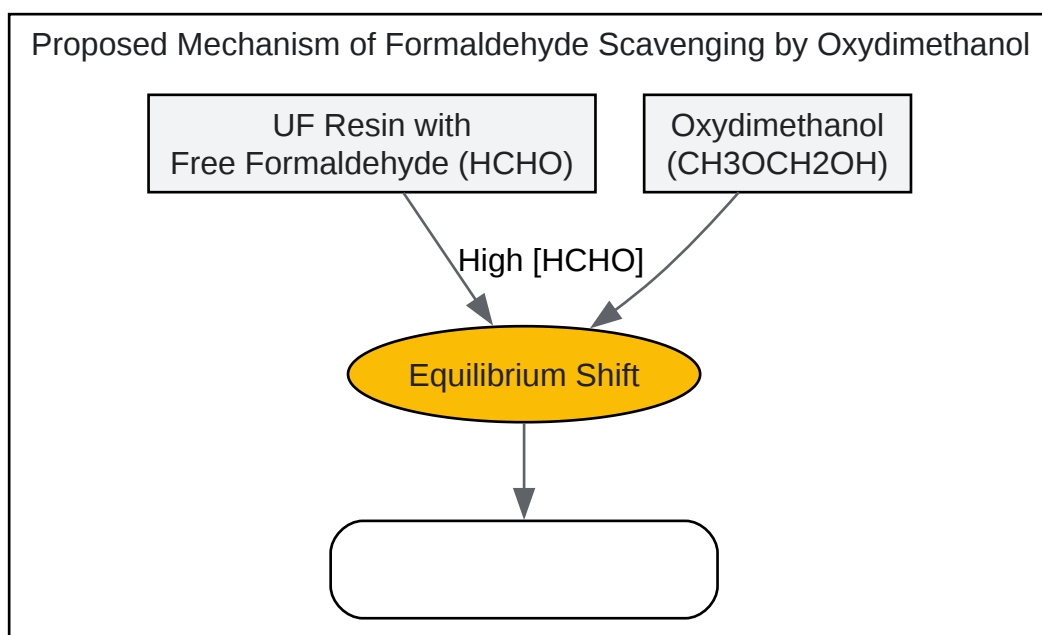 Proposed Mechanism of Formaldehyde Scavenging by Oxydimethanol
UF Resin with
Free Formaldehyde (HCHO)
Oxydimethanol
(CH3OCH2OH)
High [HCHO]
Equilibrium Shift